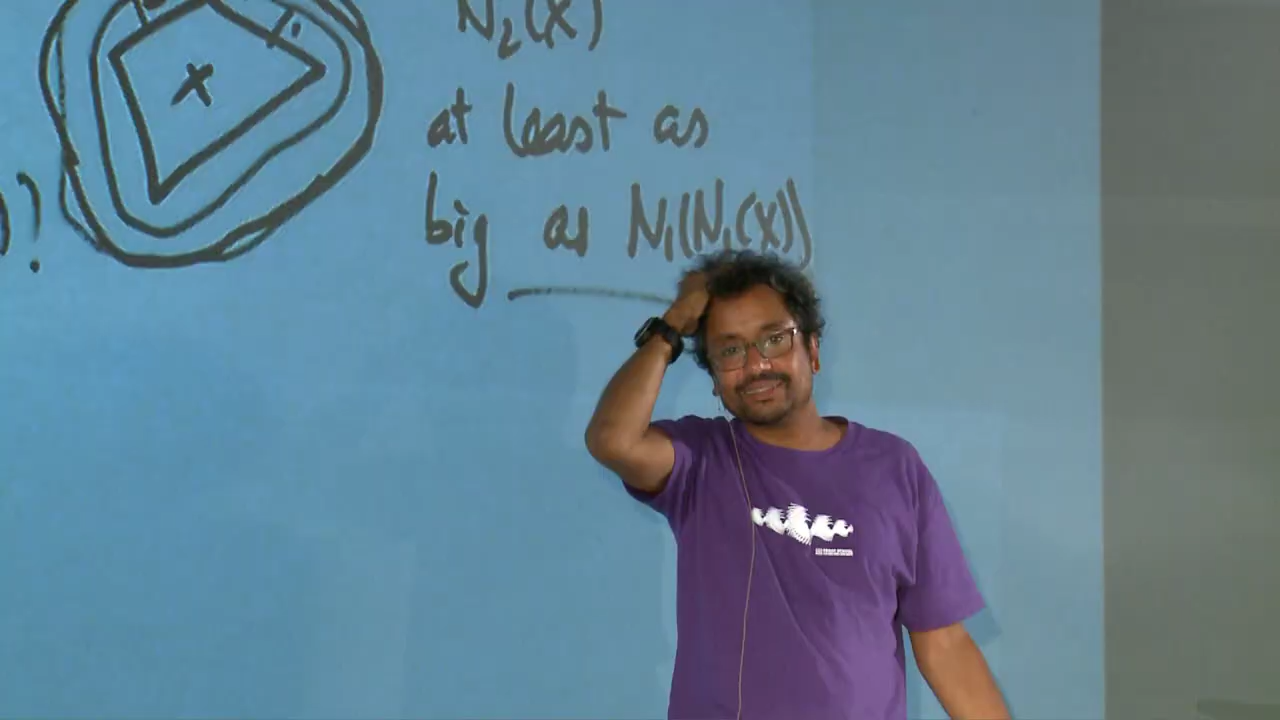 N₂(X)
at least as
big as N₁(N₁(X))
)?
X